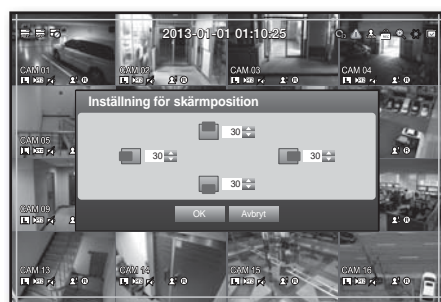 2013-01-01 01:10:25
CAM 01
CAM 02
CAM 03
CAM 04
Inställning för skärmposition
30
CAM 05
30
30
30
CAM 09
OK Avbryt
CAM 13
CAM 14
CAM 15
CAM 16